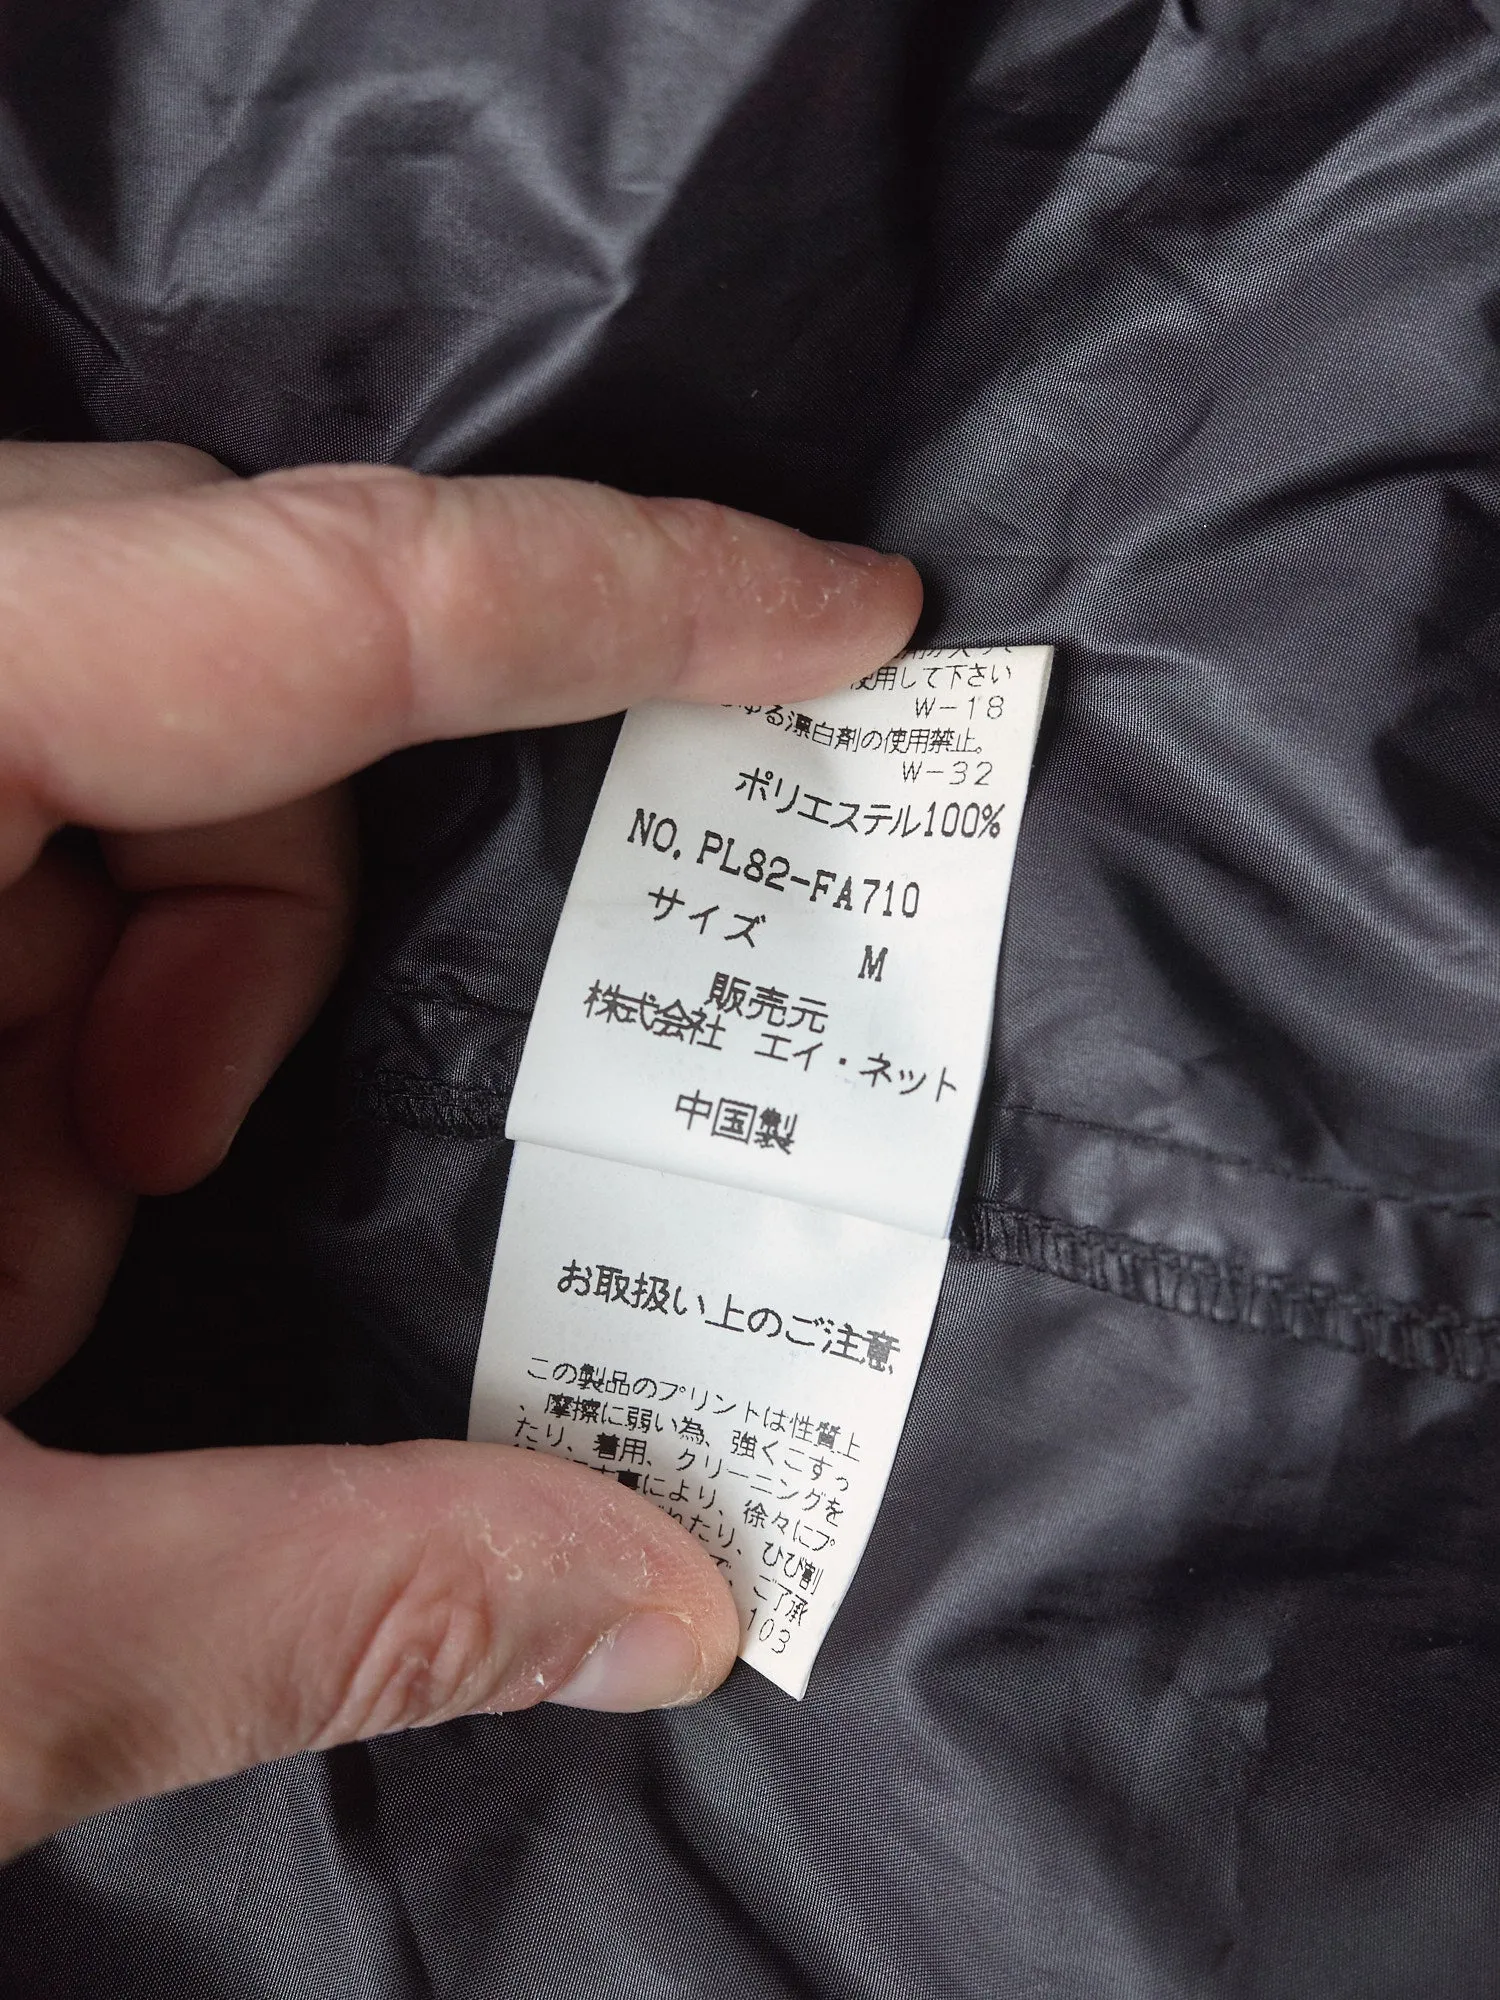 使用して下さい
W-18
ゆる漂白剤の使用禁止。
W-32
ポリエステル100%
NO. PL82-FA710
サイズ M
販売元
株式会社 エイ・ネット
中国製
お取扱い上のご注意
この製品のプリントは性質上
、摩擦に弱い為、強くこすっ
たり、着用、クリーニングを
により、徐々にプ
れたり、ひび割
、ご了承
103